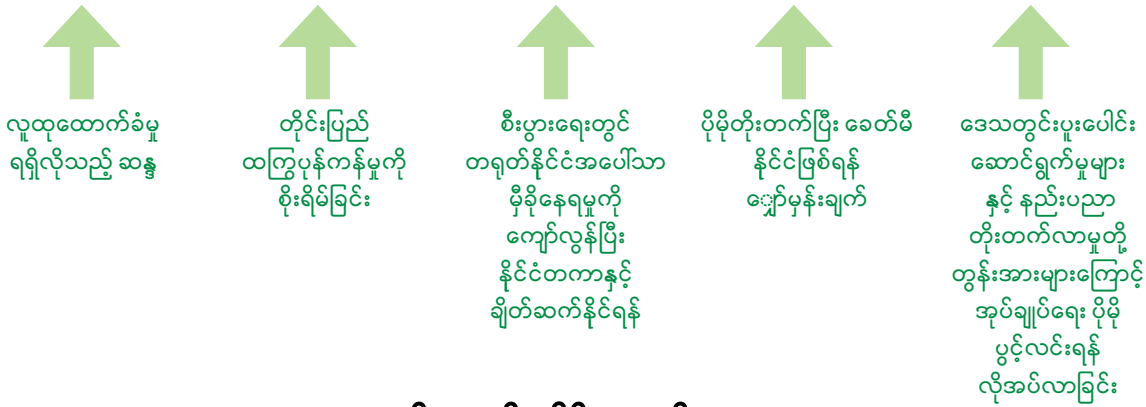 လူထုထောက်ခံမှု
ရရှိလိုသည့် ဆန္ဒ
တိုင်းပြည်
ထကြွပုန်ကန်မှုကို
စိုးရိမ်ခြင်း
စီးပွားရေးတွင်
တရုတ်နိုင်ငံအပေါ်သာ
မှီခိုနေရမှုကို
ကျော်လွန်ပြီး
နိုင်ငံတကာနှင့်
ချိတ်ဆက်နိုင်ရန်
ပိုမိုတိုးတက်ပြီး ခေတ်မီ
နိုင်ငံဖြစ်ရန်
မျှော်မှန်းချက်
ဒေသတွင်းပူးပေါင်း
ဆောင်ရွက်မှုများ
နှင့် နည်းပညာ
တိုးတက်လာမှုတို့
တွန်းအားများကြောင့်
အုပ်ချုပ်ရေး ပိုမို
ပွင့်လင်းရန်
လိုအပ်လာခြင်း